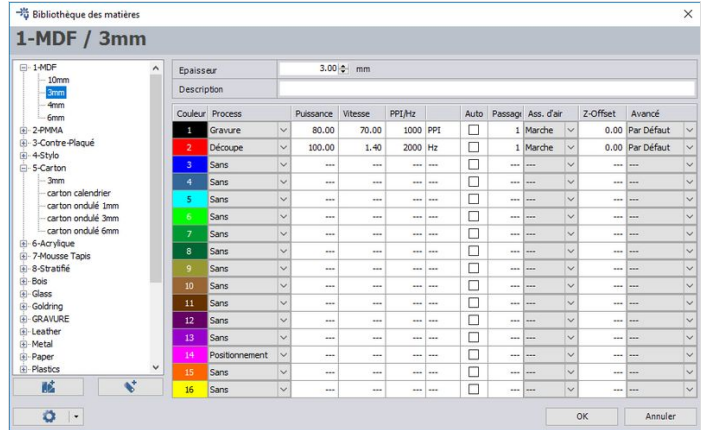 Bibliothèque des matières
1-MDF / 3mm
1-MDF
10mm
3mm
4mm
6mm
2-PMMA
3-Contre-Plaqué
4-Stylo
5-Carton
3mm
carton calendrier
carton ondulé 1mm
carton ondulé 3mm
carton ondulé 6mm
6-Acrylique
7-Mousse Tapis
8-Stratifié
Bois
Glass
Goldring
GRAVURE
Leather
Metal
Paper
Plastics
Epaisseur 3.00 mm
Description
Couleur Process Puissance Vitesse PPI/Hz Auto Passage Ass. d'air Z-Offset Avancé
1 Gravure 80.00 70.00 1000 PPI 1 Marche 0.00 Par Défaut
2 Découpe 100.00 1.40 2000 Hz 1 Marche 0.00 Par Défaut
3 Sans --- --- --- --- --- --- --- ---
4 Sans --- --- --- --- --- --- --- ---
5 Sans --- --- --- --- --- --- --- ---
6 Sans --- --- --- --- --- --- --- ---
7 Sans --- --- --- --- --- --- --- ---
8 Sans --- --- --- --- --- --- --- ---
9 Sans --- --- --- --- --- --- --- ---
10 Sans --- --- --- --- --- --- --- ---
11 Sans --- --- --- --- --- --- --- ---
12 Sans --- --- --- --- --- --- --- ---
13 Sans --- --- --- --- --- --- --- ---
14 Positionnement --- --- --- --- --- --- --- ---
15 Sans --- --- --- --- --- --- --- ---
16 Sans --- --- --- --- --- --- --- ---
OK Annuler